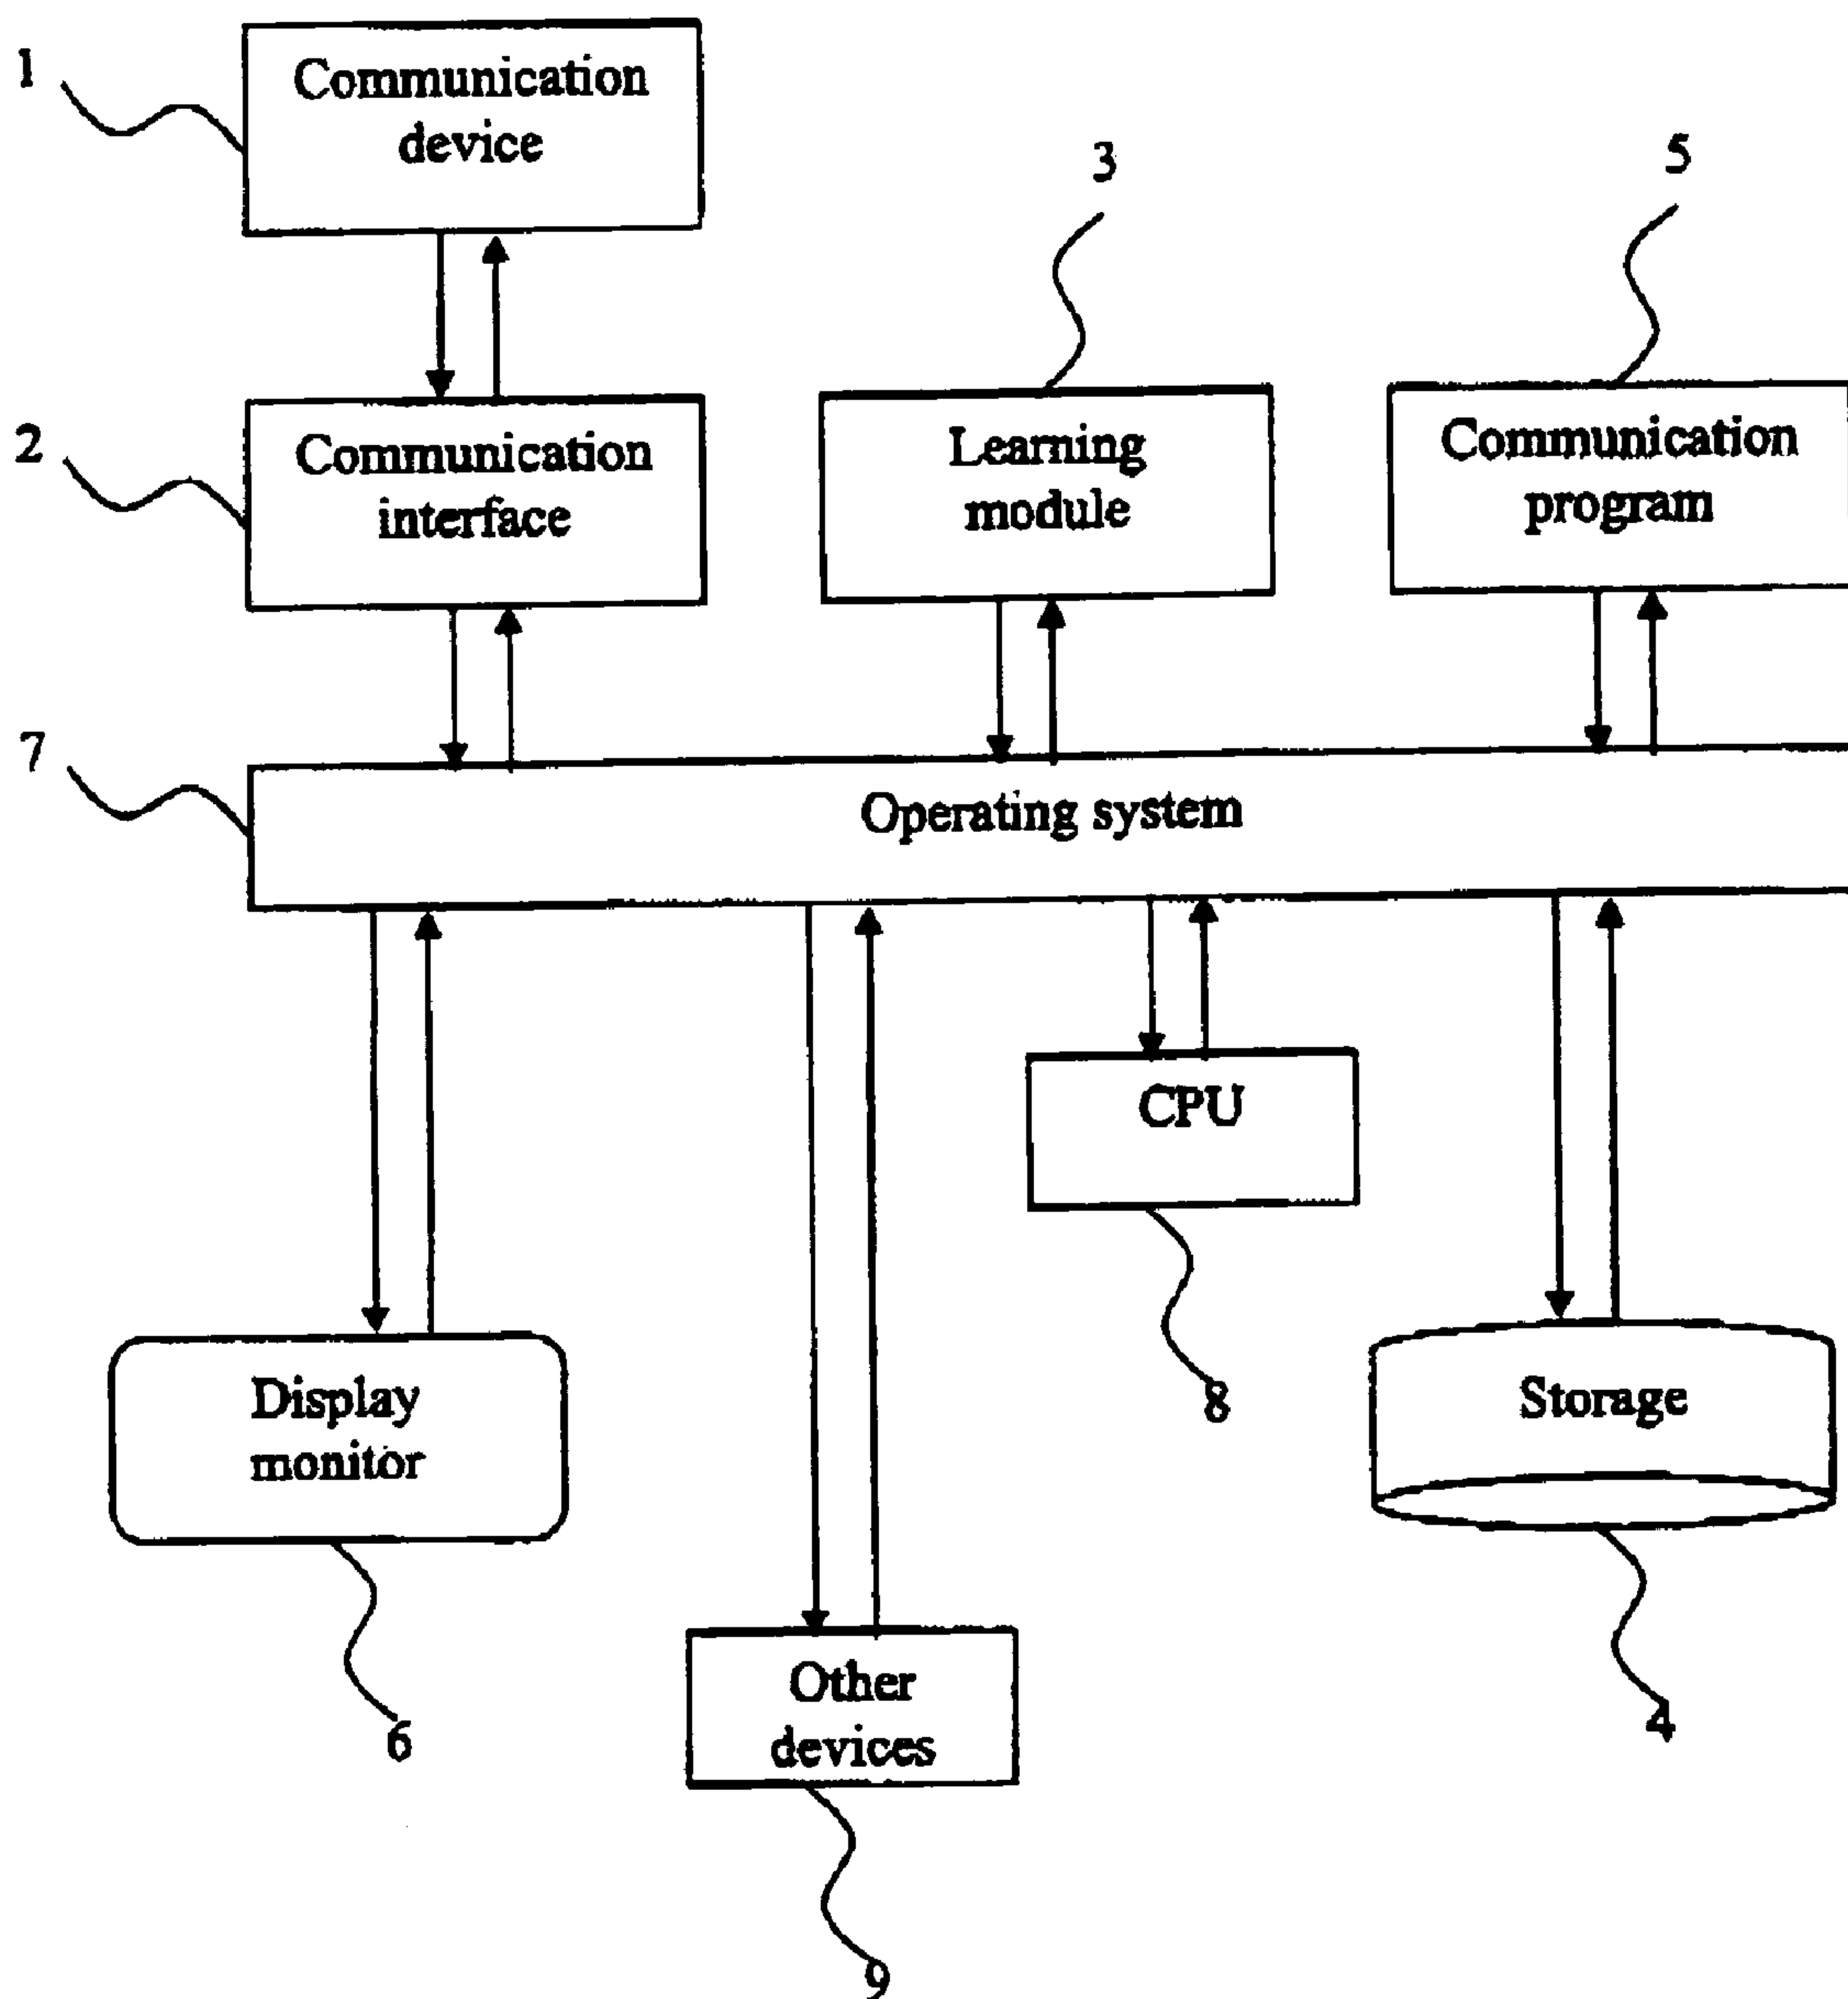 1
Communication
device
3
5
2
Communication
interface
Learning
module
Communication
program
7
Operating system
CPU
8
Display
monitor
Storage
6
4
Other
devices
9